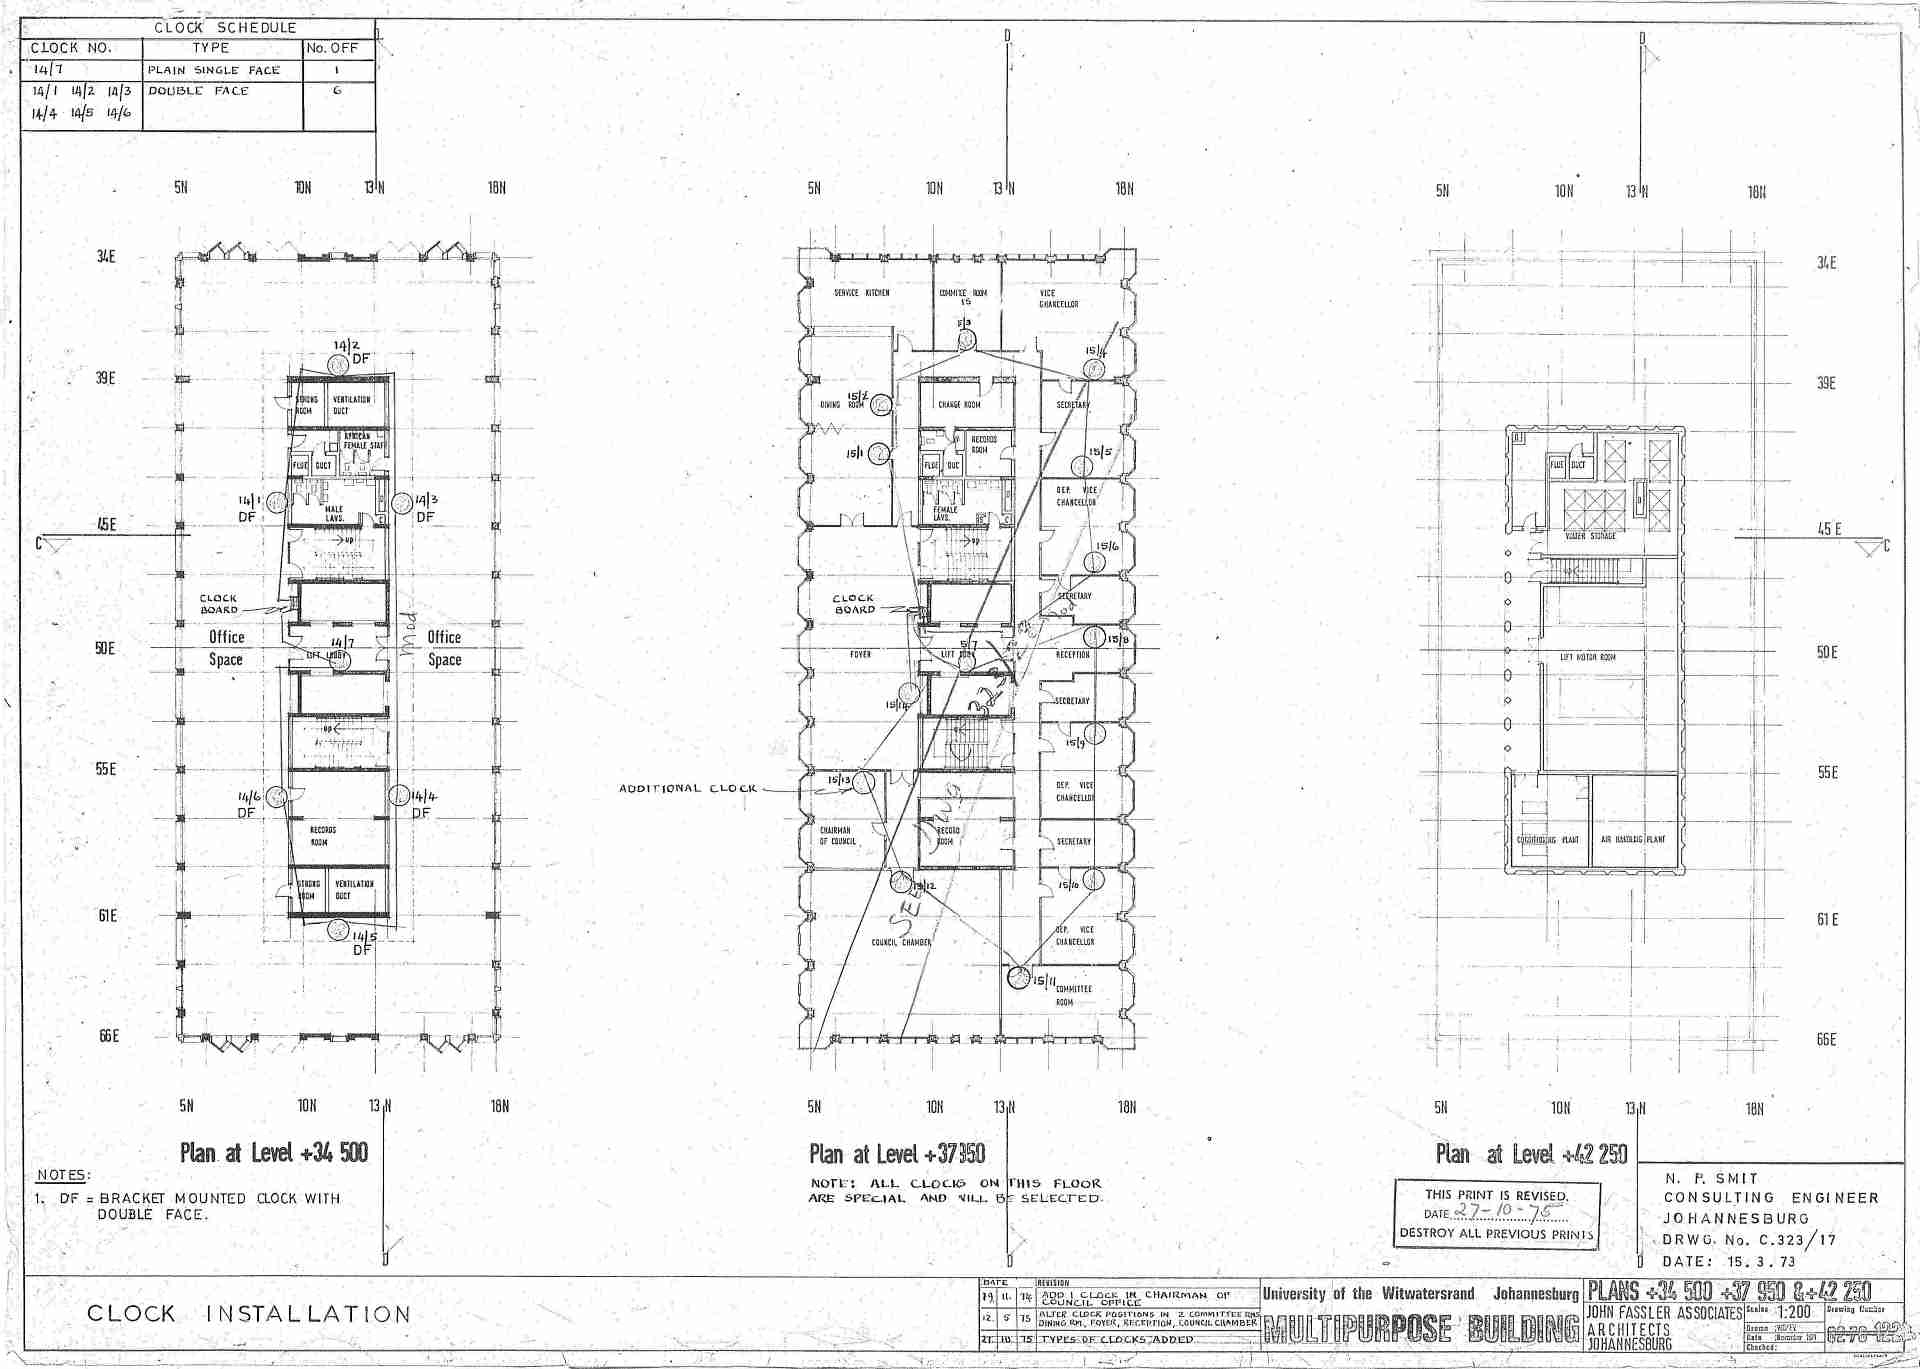 CLOCK SCHEDULE
CLOCK NO. TYPE No. OFF
14/7 PLAIN SINGLE FACE 1
14/1 14/2 14/3 DOUBLE FACE 6
14/4 14/5 14/6
D
D
5N 10N 13N 18N
34E
14/2
DF
39E
STRONG ROOM
VENTILATION DUCT
AFRICAN FEMALE STAFF
FLUE DUCT
14/1
DF
14/3
DF
MALE LAVS.
45E
C
UP
CLOCK BOARD
Office Space
14/7
LIFT LOBBY
Mod
Office Space
50E
UP
55E
14/6
DF
14/4
DF
RECORDS ROOM
STRONG ROOM
VENTILATION DUCT
61E
14/5
DF
66E
5N 10N 13N 18N
Plan at Level +34 500
NOTES:
1. DF = BRACKET MOUNTED CLOCK WITH
DOUBLE FACE.
D
5N 10N 13N 18N
SERVICE KITCHEN
COMMITEE ROOM
15
VICE CHANCELLOR
15/4
15/2
DINING ROOM
CHANGE ROOM
SECRETARY
15/1
RECORDS ROOM
FLUE DUC
15/5
DEP. VICE CHANCELLOR
FEMALE LAVS.
UP
15/6
SECRETARY
CLOCK BOARD
FOYER
LIFT
15/8
RECEPTION
SECRETARY
15/9
15/13
ADDITIONAL CLOCK
DEP. VICE CHANCELLOR
CHAIRMAN OF COUNCIL
RECORD ROOM
SECRETARY
15/12
15/10
SEE Dwg C 323
COUNCIL CHAMBER
DEP. VICE CHANCELLOR
15/11
COMMITTEE ROOM
5N 10N 13N 18N
Plan at Level +37
NOTE: ALL CLOCKS ON THIS FLOOR
ARE SPECIAL AND WILL BE SELECTED.
D
D
5N 10N 13N 18N
34E
39E
FLUE DUCT
WATER STORAGE
45E
C
LIFT MOTOR ROOM
50E
55E
CONDITIONING PLANT
AIR HANDLING PLANT
61E
66E
5N 10N 13N 18N
Plan at Level +42 250
D
THIS PRINT IS REVISED.
DATE 27-10-75
DESTROY ALL PREVIOUS PRINTS
N. P. SMIT
CONSULTING ENGINEER
JOHANNESBURG
DRWG. No. C.323/17
DATE: 15.3.73
CLOCK INSTALLATION
DATE REVISION
19 11 74 ADD 1 CLOCK IN CHAIRMAN OF COUNCIL OFFICE
12 5 75 ALTER CLOCK POSITIONS IN 2 COMMITTEE RMS DINING RM, FOYER, RECEPTION, COUNCIL CHAMBER
27 10 75 TYPES OF CLOCKS ADDED
University of the Witwatersrand Johannesburg
MULTIPURPOSE BUILDING
PLANS +34 500 +37 950 & +42 250
JOHN FASSLER ASSOCIATES
ARCHITECTS
JOHANNESBURG
Scales 1:200
Drawn
Date November 1971
Checked:
Drawing Number